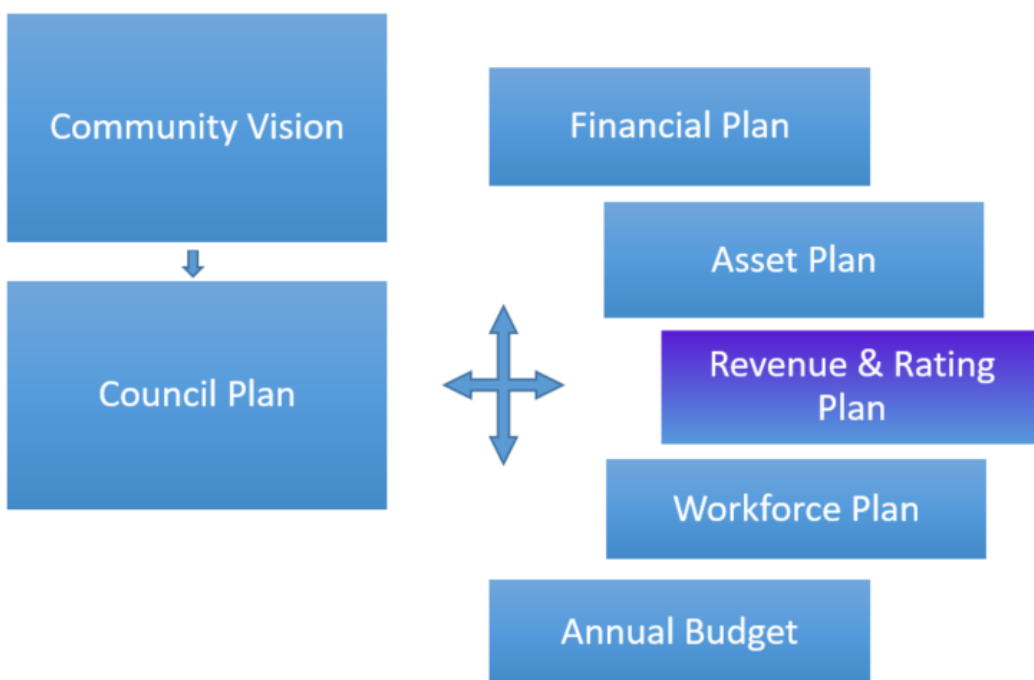 Community Vision
Council Plan
Financial Plan
Asset Plan
Revenue & Rating
Plan
Workforce Plan
Annual Budget